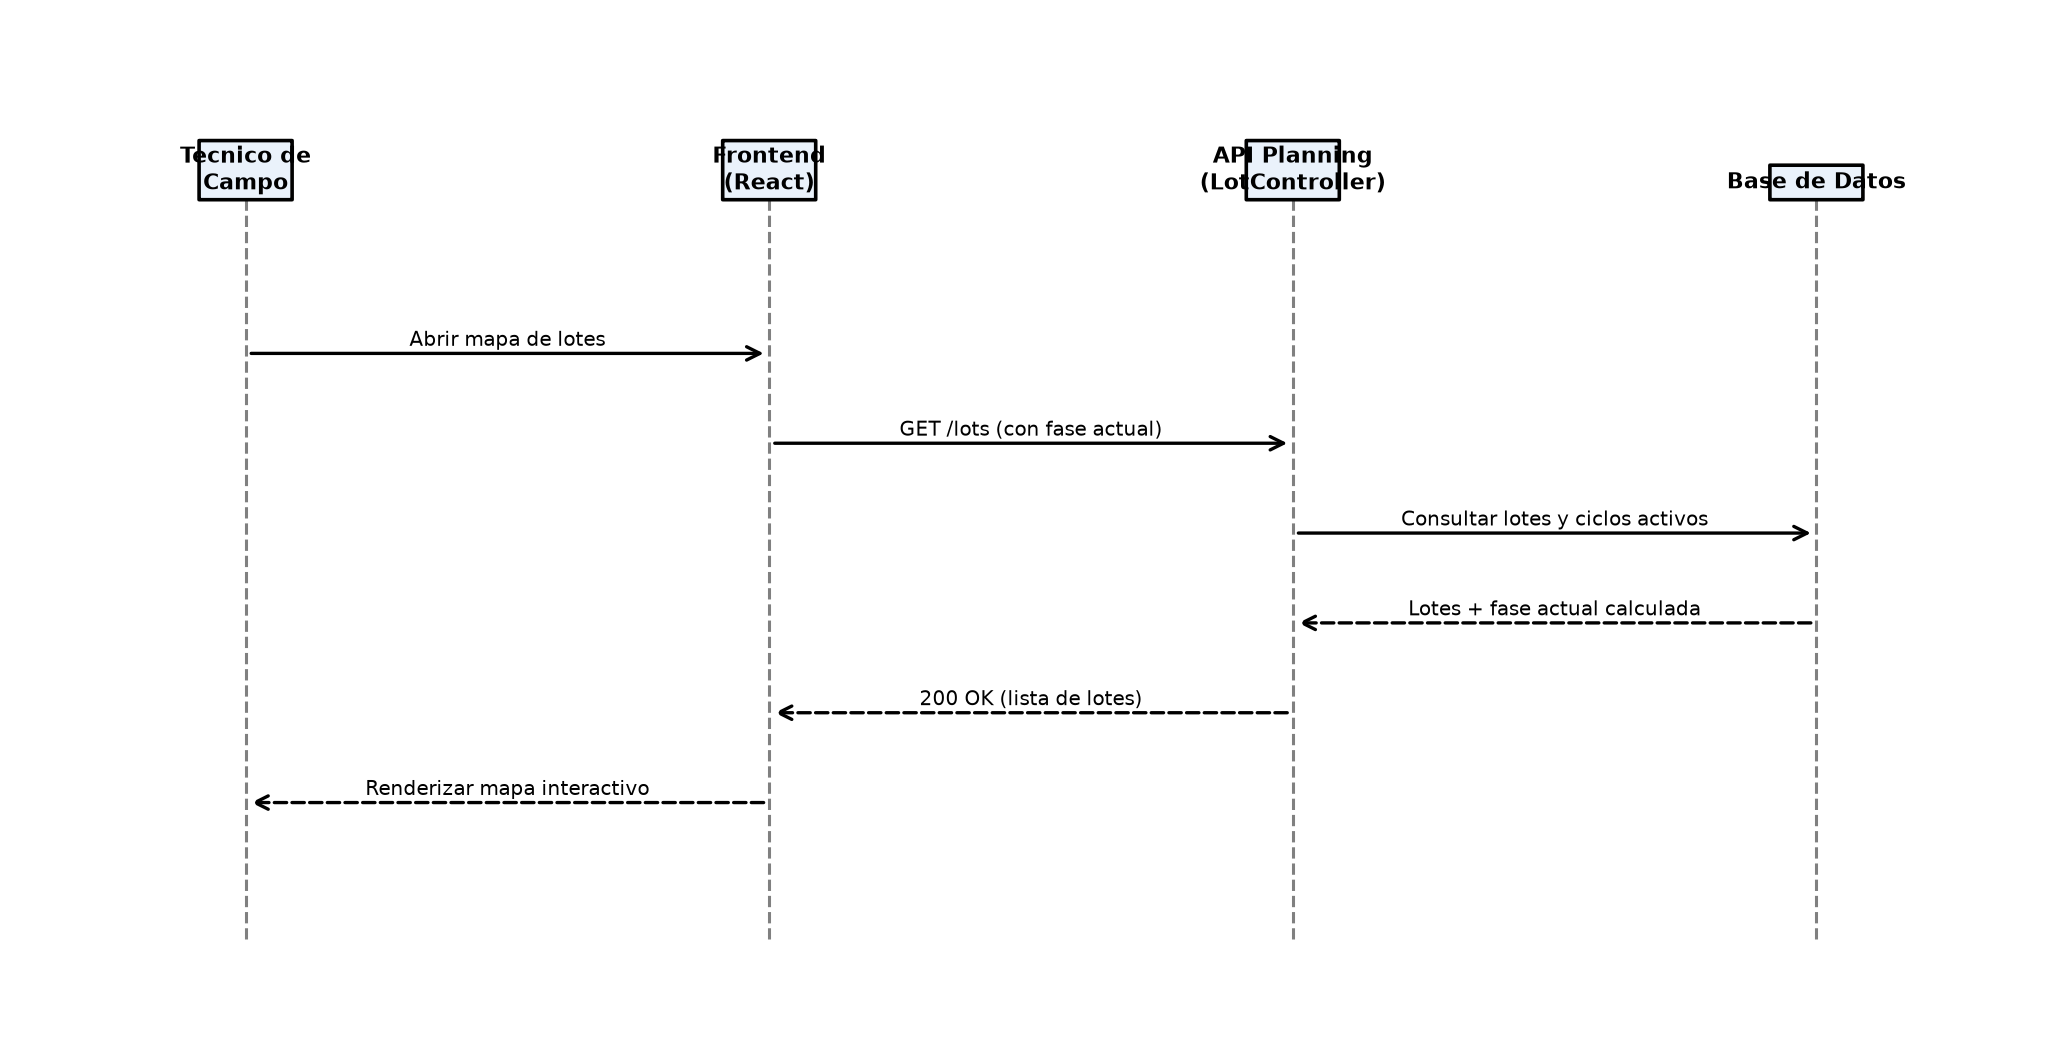 Tecnico de
Campo
Frontend
(React)
API Planning
(LotController)
Base de Datos
Abrir mapa de lotes
GET /lots (con fase actual)
Consultar lotes y ciclos activos
Lotes + fase actual calculada
200 OK (lista de lotes)
Renderizar mapa interactivo